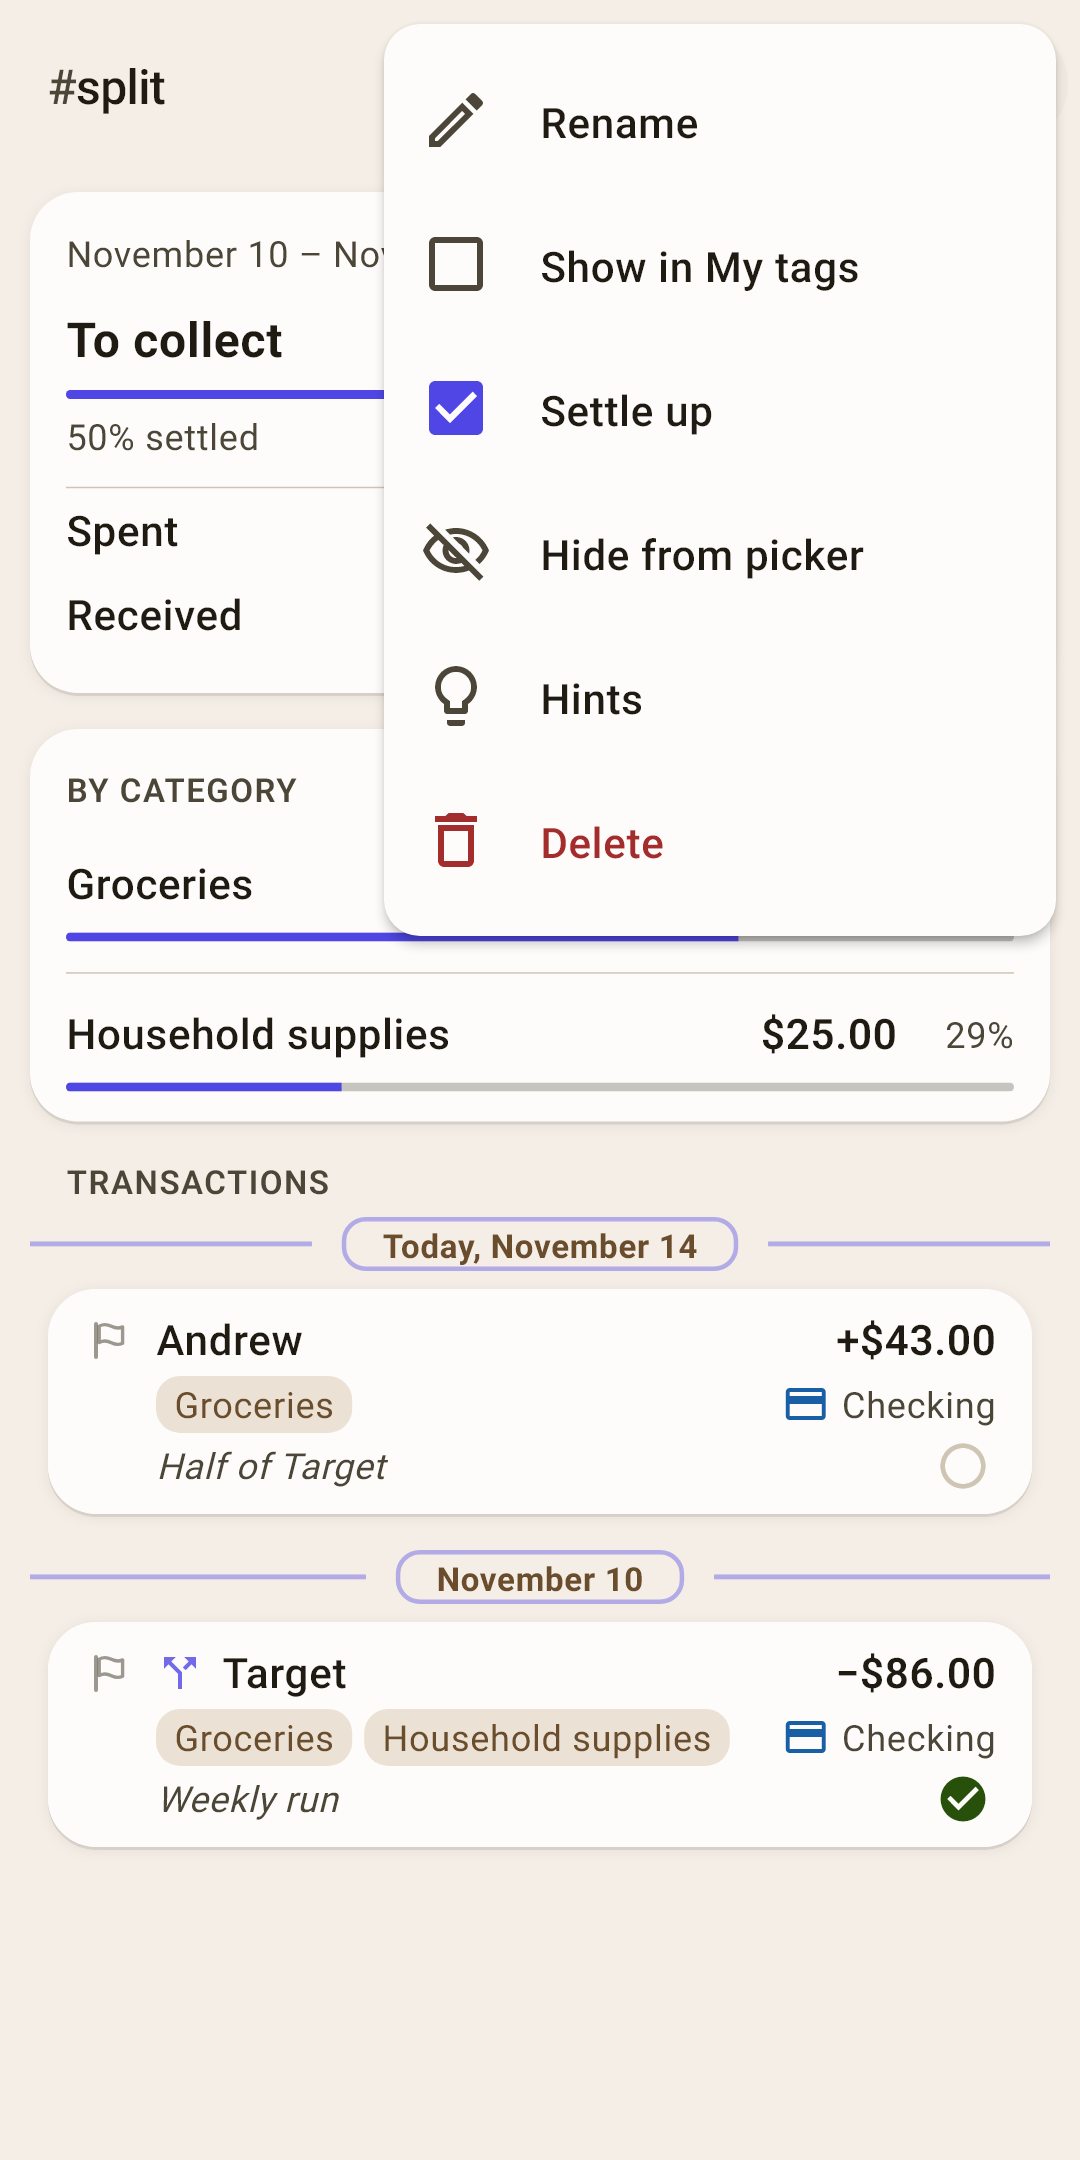 #split
Rename
Show in My tags
Settle up
Hide from picker
Hints
Delete
November 10 – Nov
To collect
50% settled
Spent
Received
BY CATEGORY
Groceries
Household supplies $25.00 29%
TRANSACTIONS
Today, November 14
Andrew +$43.00
Groceries Checking
Half of Target
November 10
Target −$86.00
Groceries Household supplies Checking
Weekly run